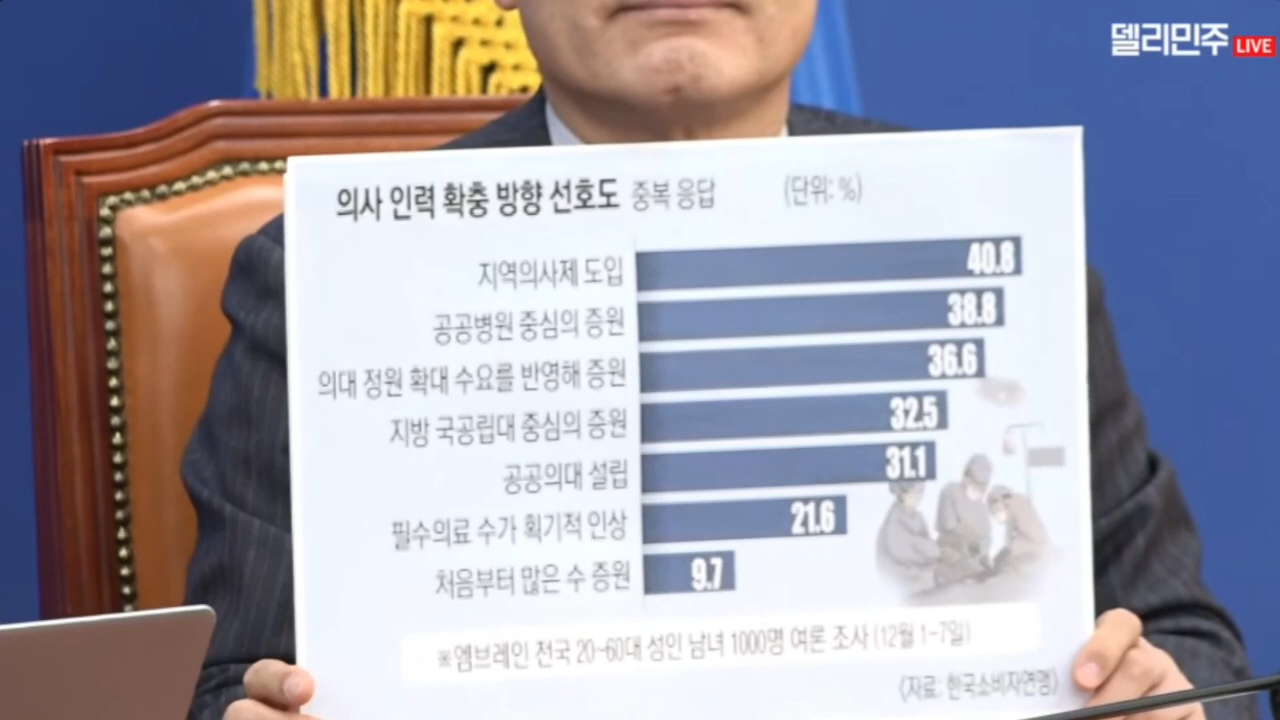 델리민주 LIVE
의사 인력 확충 방향 선호도 중복 응답 (단위: %)
지역의사제 도입 40.8
공공병원 중심의 증원 38.8
의대 정원 확대 수요를 반영해 증원 36.6
지방 국공립대 중심의 증원 32.5
공공의대 설립 31.1
필수의료 수가 획기적 인상 21.6
처음부터 많은 수 증원 9.7
※엠브레인 전국 20~60대 성인 남녀 1000명 여론 조사 (12월 1~7일)
〈자료: 한국소비자연맹〉